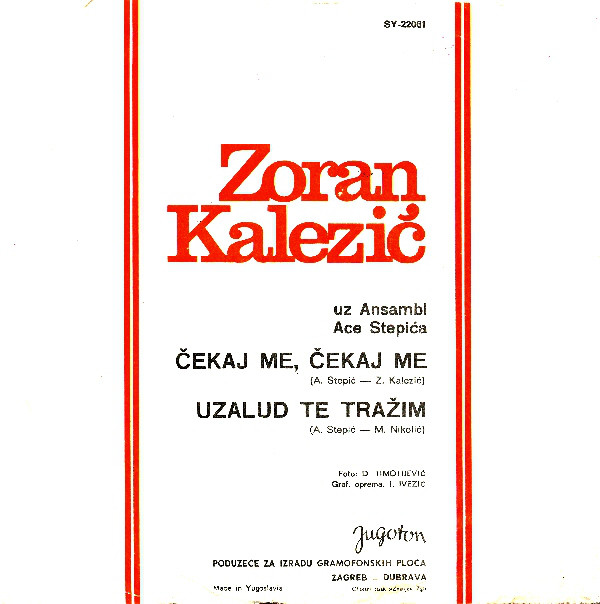 SY-22081
Zoran
Kalezić
uz Ansambl
Ace Stepića
ČEKAJ ME, ČEKAJ ME
(A. Stepić — Z. Kalezić)
UZALUD TE TRAŽIM
(A. Stepić — M. Nikolić)
Foto: D. TIMOTIJEVIĆ
Graf. oprema: I. IVEZIĆ
Jugoton
PODUZEĆE ZA IZRADU GRAMOFONSKIH PLOČA
ZAGREB – DUBRAVA
Made in Yugoslavia